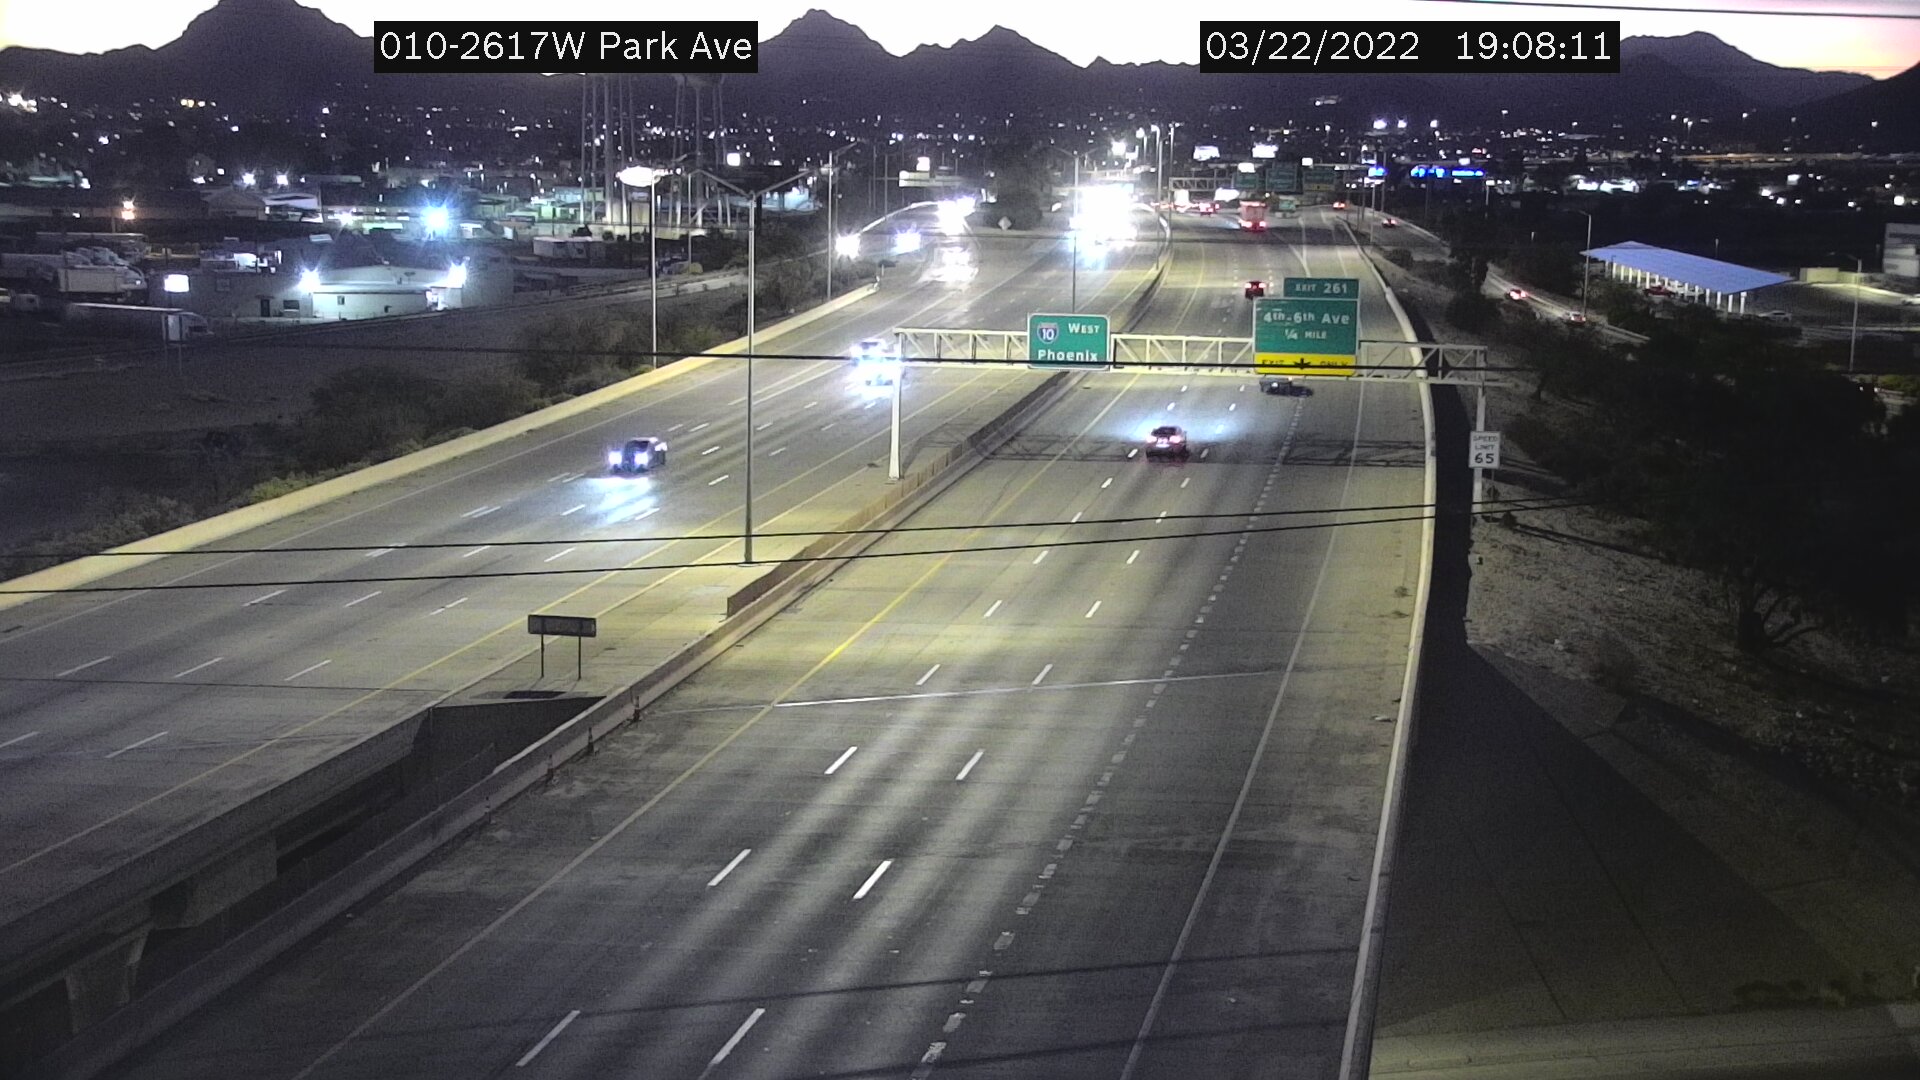 010-2617W Park Ave
03/22/2022 19:08:11
EXIT 261
4th-6th Ave
1/4 MILE
EXIT ONLY
10 WEST
Phoenix
SPEED
LIMIT
65